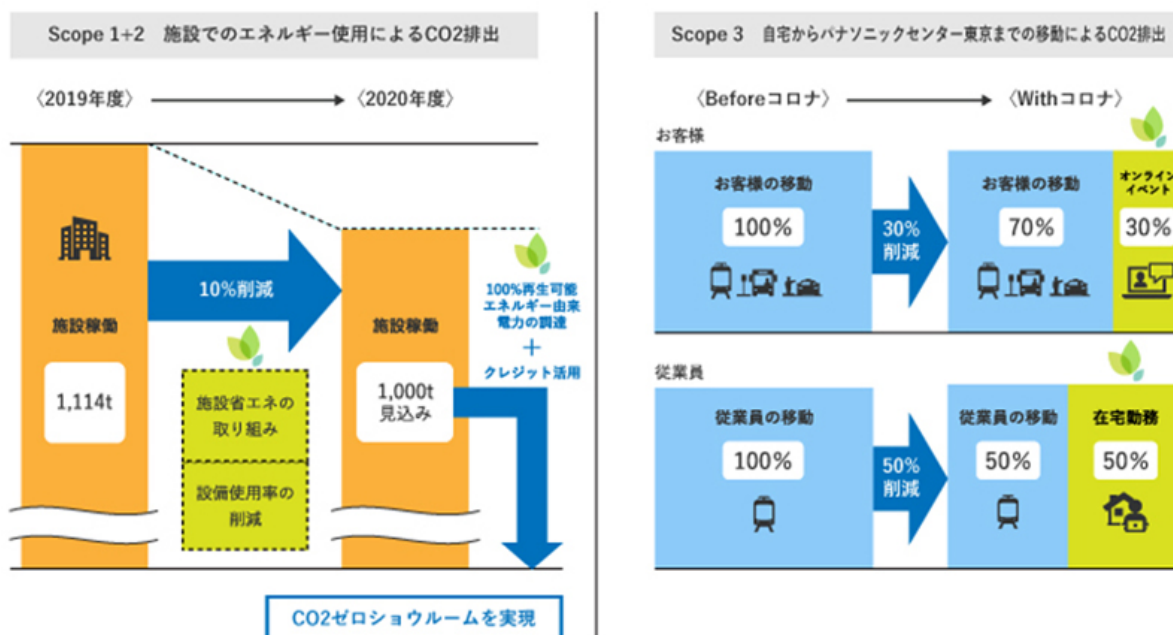 Scope 1+2 施設でのエネルギー使用によるCO2排出
〈2019年度〉
〈2020年度〉
施設稼働
1,114t
10%削減
施設省エネの
取り組み
設備使用率の
削減
施設稼働
1,000t
見込み
100%再生可能
エネルギー由来
電力の調達
+
クレジット活用
CO2ゼロショウルームを実現
Scope 3 自宅からパナソニックセンター東京までの移動によるCO2排出
〈Beforeコロナ〉
〈Withコロナ〉
お客様
お客様の移動
100%
30%
削減
お客様の移動
70%
オンライン
イベント
30%
従業員
従業員の移動
100%
50%
削減
従業員の移動
50%
在宅勤務
50%